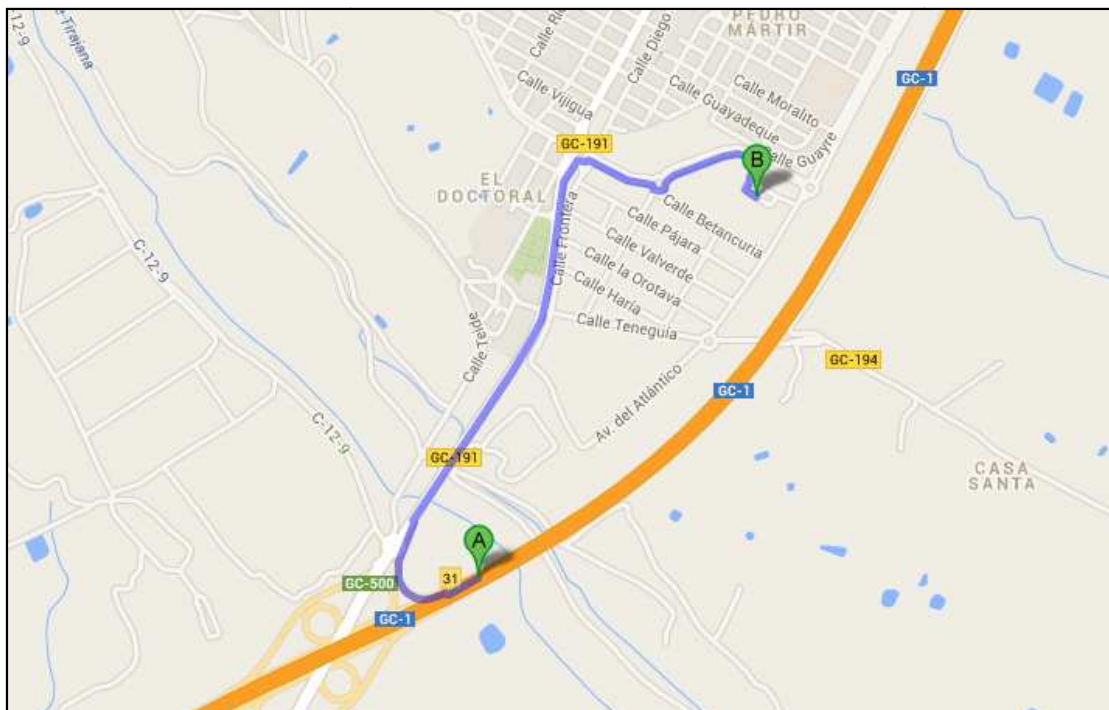 Tirajana
C-12-9
Calle Diego
PEDRO
MÁRTIR
GC-1
Calle Vijigua
Calle Moralito
Calle Guayadeque
GC-191
Calle Guayre
B
EL
DOCTORAL
Calle Betancuria
Calle Frontera
Calle Pájara
Calle Valverde
C-12-9
Calle la Orotava
Calle Haría
Calle Teneguía
Calle Teide
GC-194
GC-1
Av. del Atlántico
C-12-9
GC-191
CASA
SANTA
A
31
GC-500
GC-1